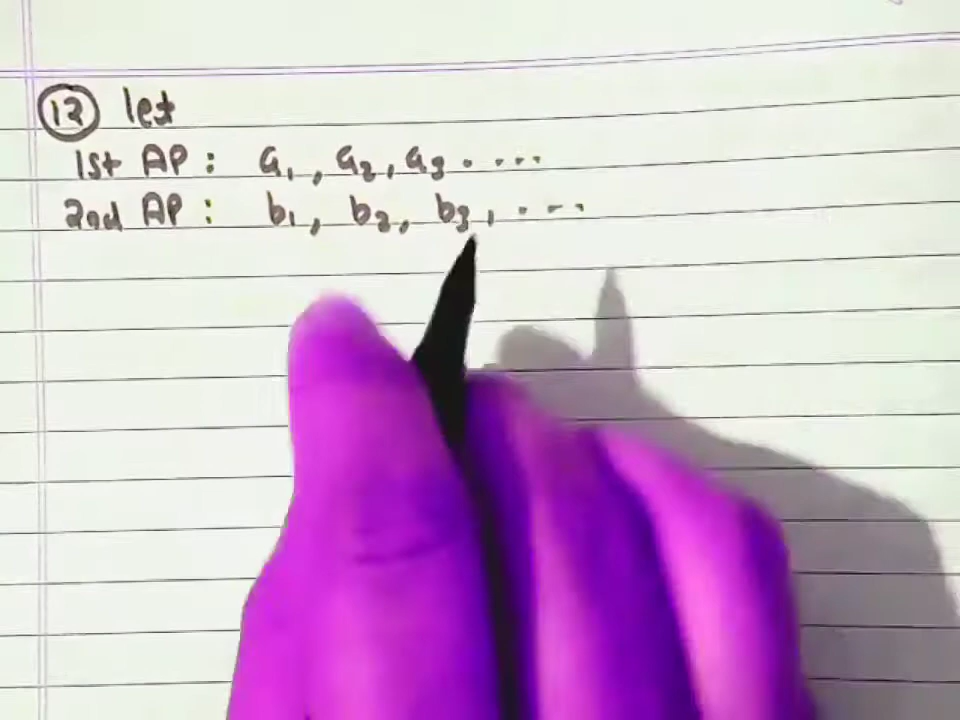 12 let
1st AP : a1, a2, a3 . ....
2nd AP : b1, b2, b3, . ...